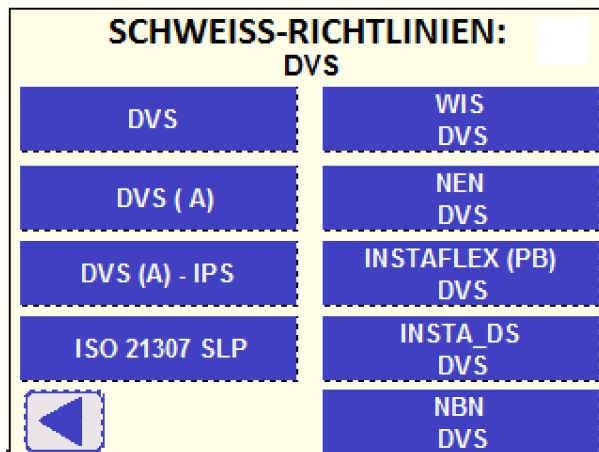 SCHWEISS-RICHTLINIEN:
DVS
DVS
DVS ( A)
DVS (A) - IPS
ISO 21307 SLP
WIS
DVS
NEN
DVS
INSTAFLEX (PB)
DVS
INSTA_DS
DVS
NBN
DVS